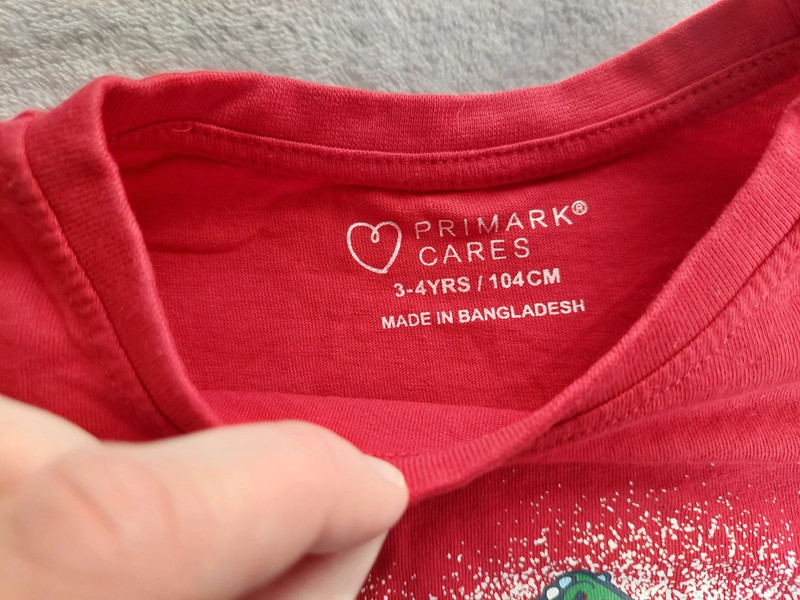 PRIMARK®
CARES
3-4YRS / 104CM
MADE IN BANGLADESH